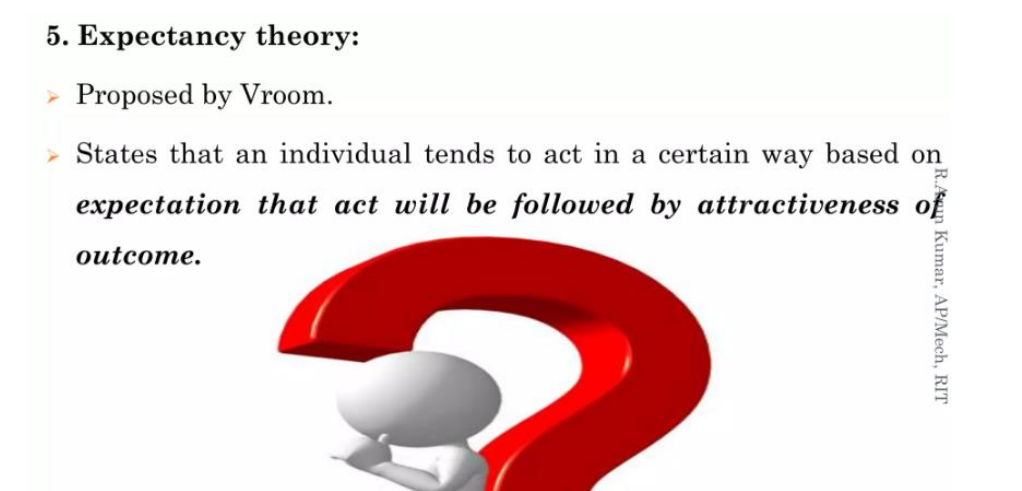 5. Expectancy theory:
➢ Proposed by Vroom.
➢ States that an individual tends to act in a certain way based on
expectation that act will be followed by attractiveness of
outcome.
R.Arun Kumar, AP/Mech, RIT